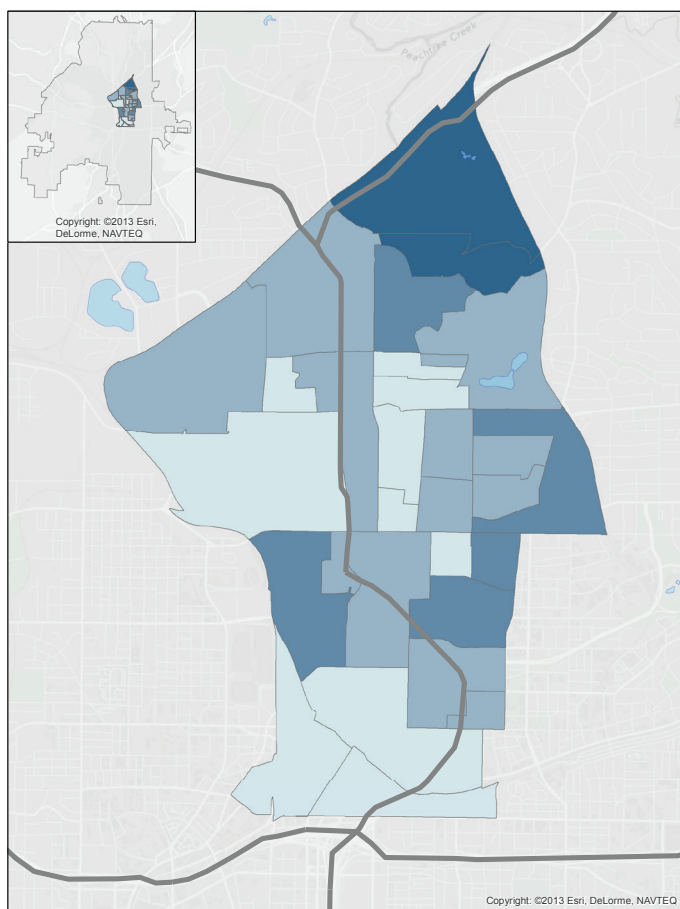 Peachtree Creek
Copyright: ©2013 Esri,
DeLorme, NAVTEQ
Copyright: ©2013 Esri, DeLorme, NAVTEQ